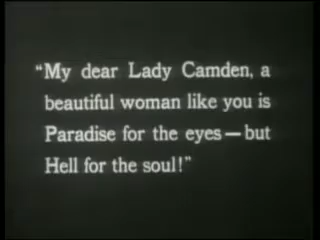 “My dear Lady Camden, a
beautiful woman like you is
Paradise for the eyes — but
Hell for the soul!”